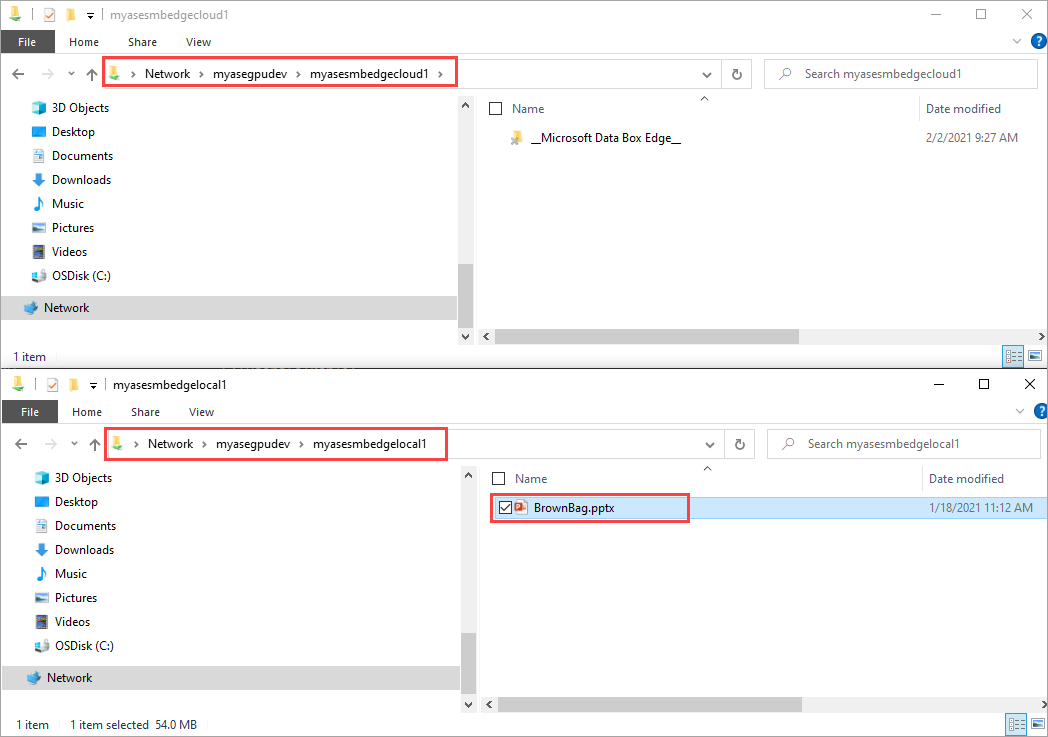 myasesmbedgecloud1
File Home Share View ?
Network myasegpudev myasesmbedgecloud1 Search myasesmbedgecloud1
3D Objects
Desktop
Documents
Downloads
Music
Pictures
Videos
OSDisk (C:)
Network
Name Date modified
__Microsoft Data Box Edge__ 2/2/2021 9:27 AM
1 item
myasesmbedgelocal1
File Home Share View ?
Network myasegpudev myasesmbedgelocal1 Search myasesmbedgelocal1
3D Objects
Desktop
Documents
Downloads
Music
Pictures
Videos
OSDisk (C:)
Network
Name Date modified
BrownBag.pptx 1/18/2021 11:12 AM
1 item 1 item selected 54.0 MB